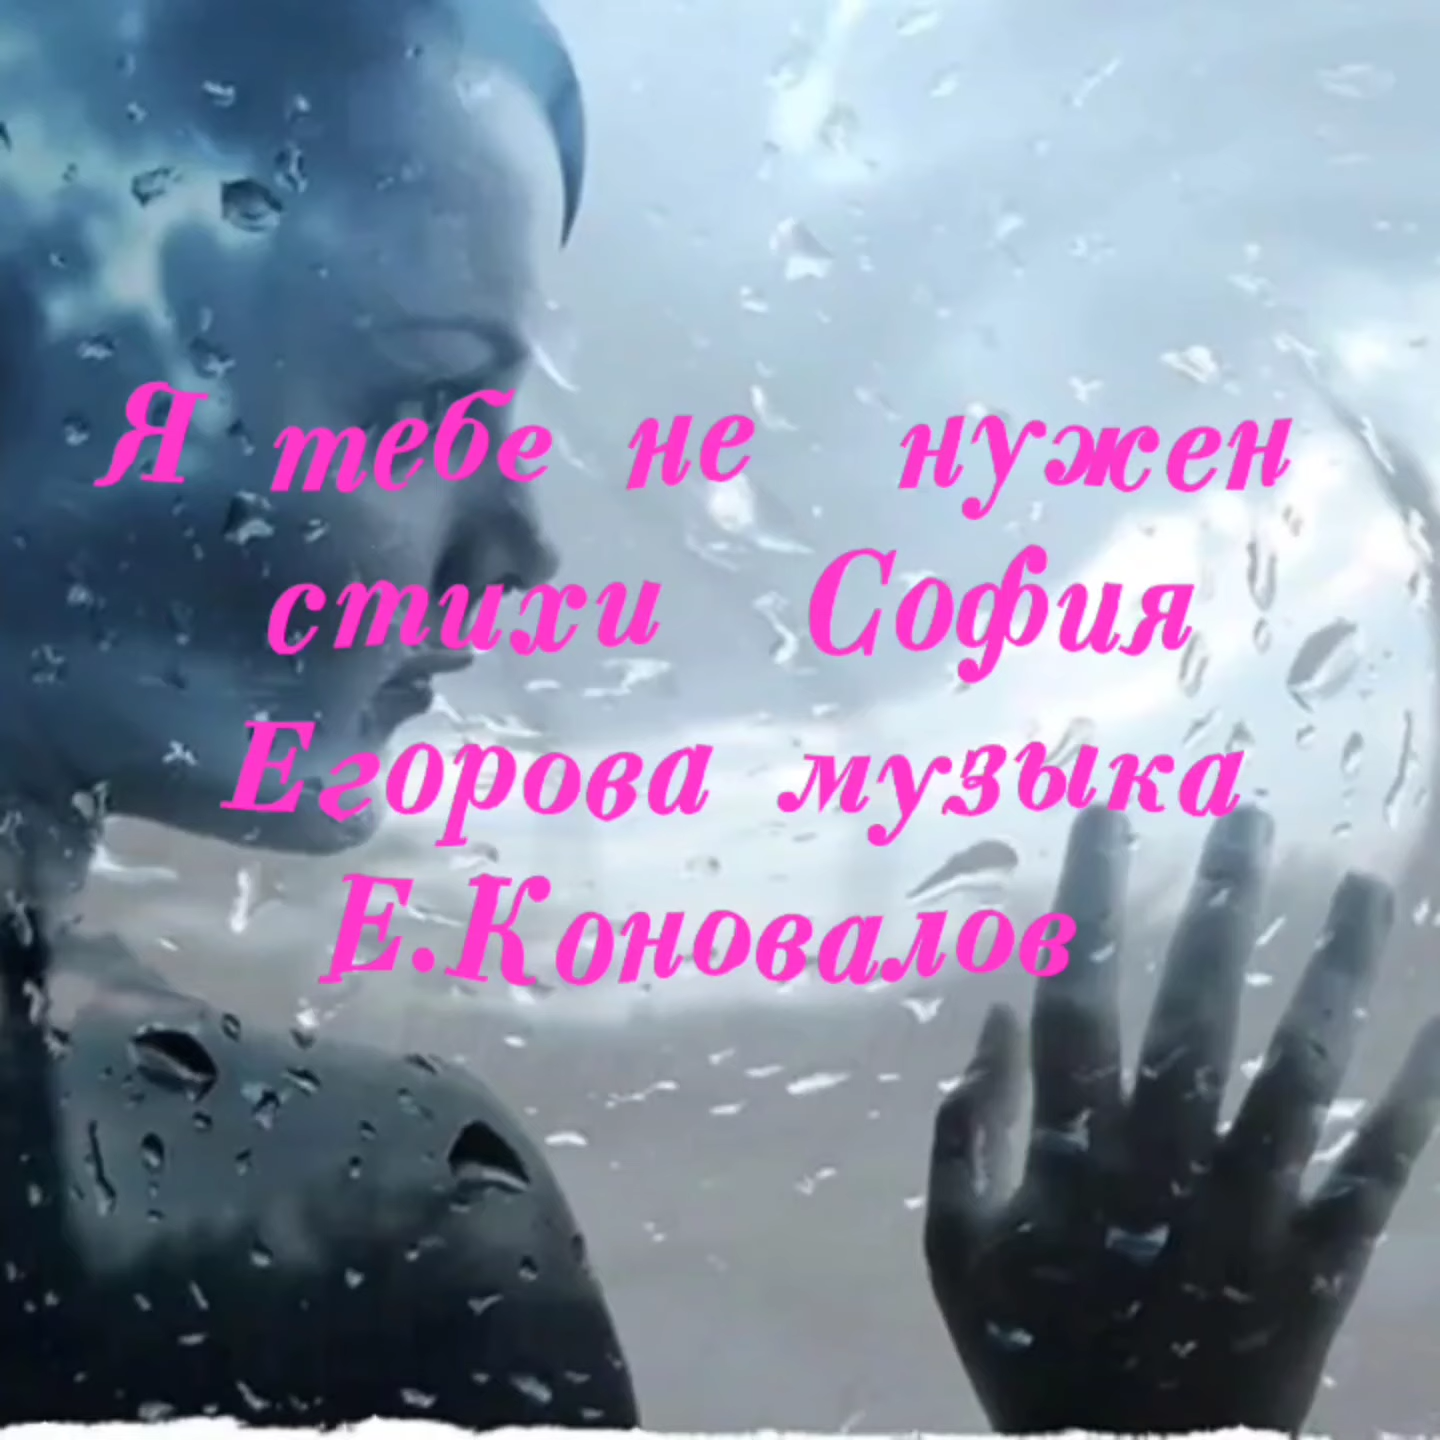 Я тебе не нужен
стихи София
Егорова музыка
Е.Коновалов